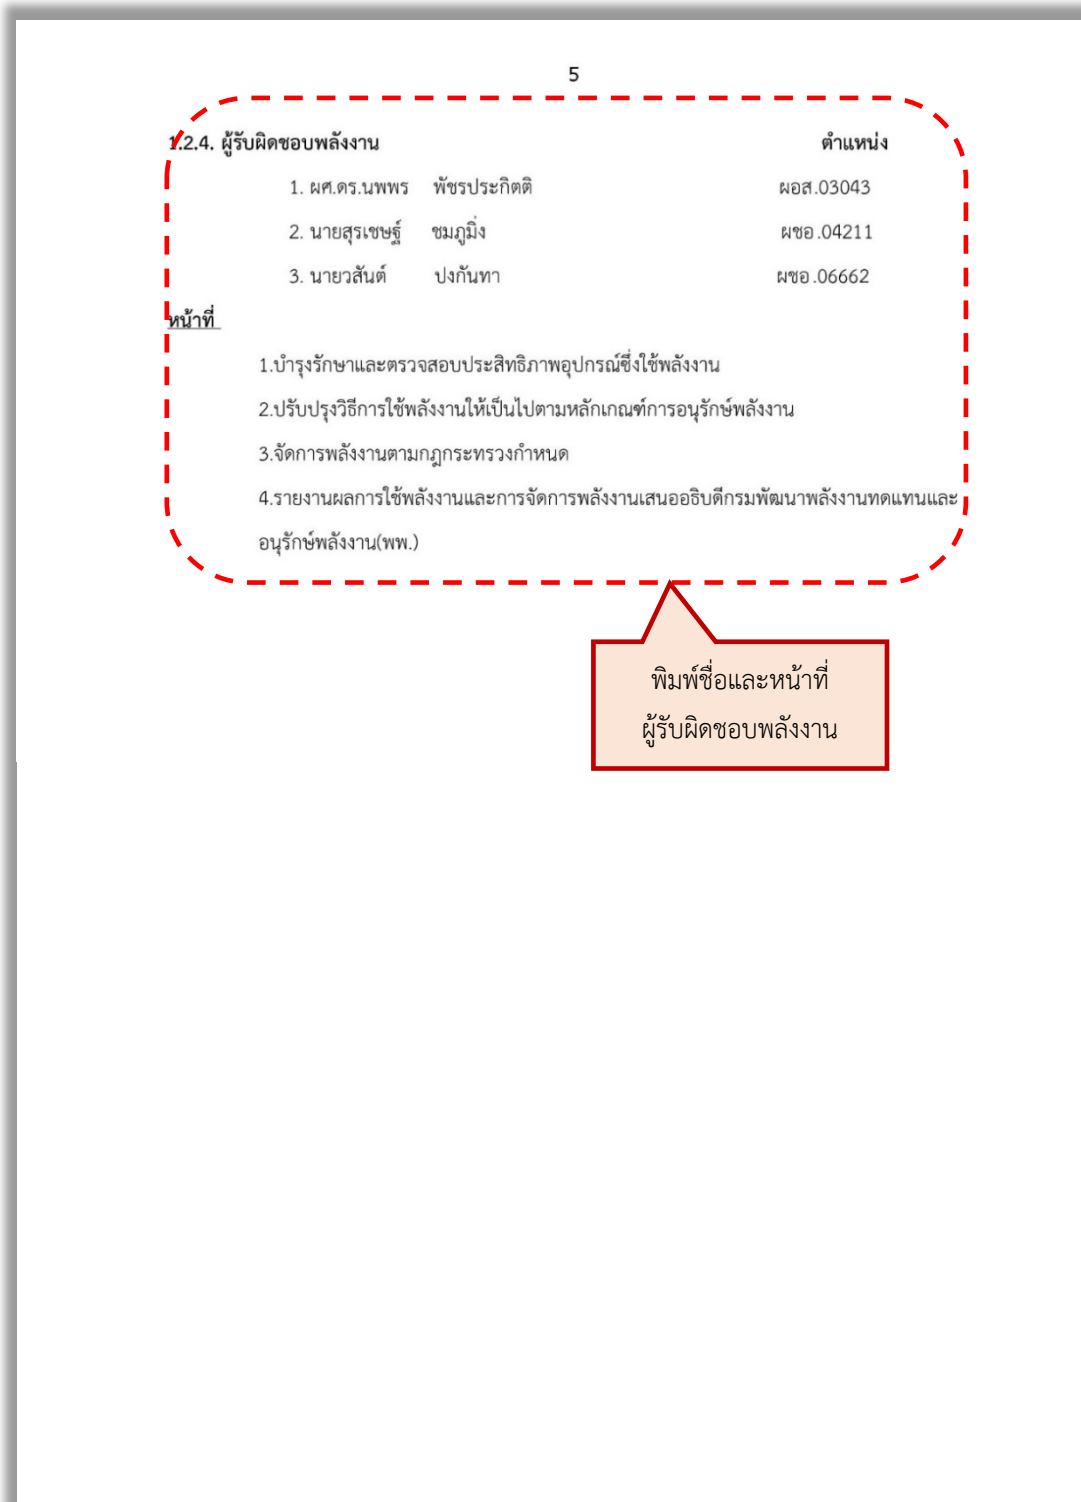 5
1.2.4. ผู้รับผิดชอบพลังงาน ตำแหน่ง
1. ผศ.ดร.นพพร พัชรประกิตติ ผอส.03043
2. นายสุรเชษฐ์ ชมภูมิ่ง ผชอ.04211
3. นายวสันต์ ปงกันทา ผชอ.06662
หน้าที่
1.บำรุงรักษาและตรวจสอบประสิทธิภาพอุปกรณ์ซึ่งใช้พลังงาน
2.ปรับปรุงวิธีการใช้พลังงานให้เป็นไปตามหลักเกณฑ์การอนุรักษ์พลังงาน
3.จัดการพลังงานตามกฎกระทรวงกำหนด
4.รายงานผลการใช้พลังงานและการจัดการพลังงานเสนออธิบดีกรมพัฒนาพลังงานทดแทนและ
อนุรักษ์พลังงาน(พพ.)
พิมพ์ชื่อและหน้าที่
ผู้รับผิดชอบพลังงาน